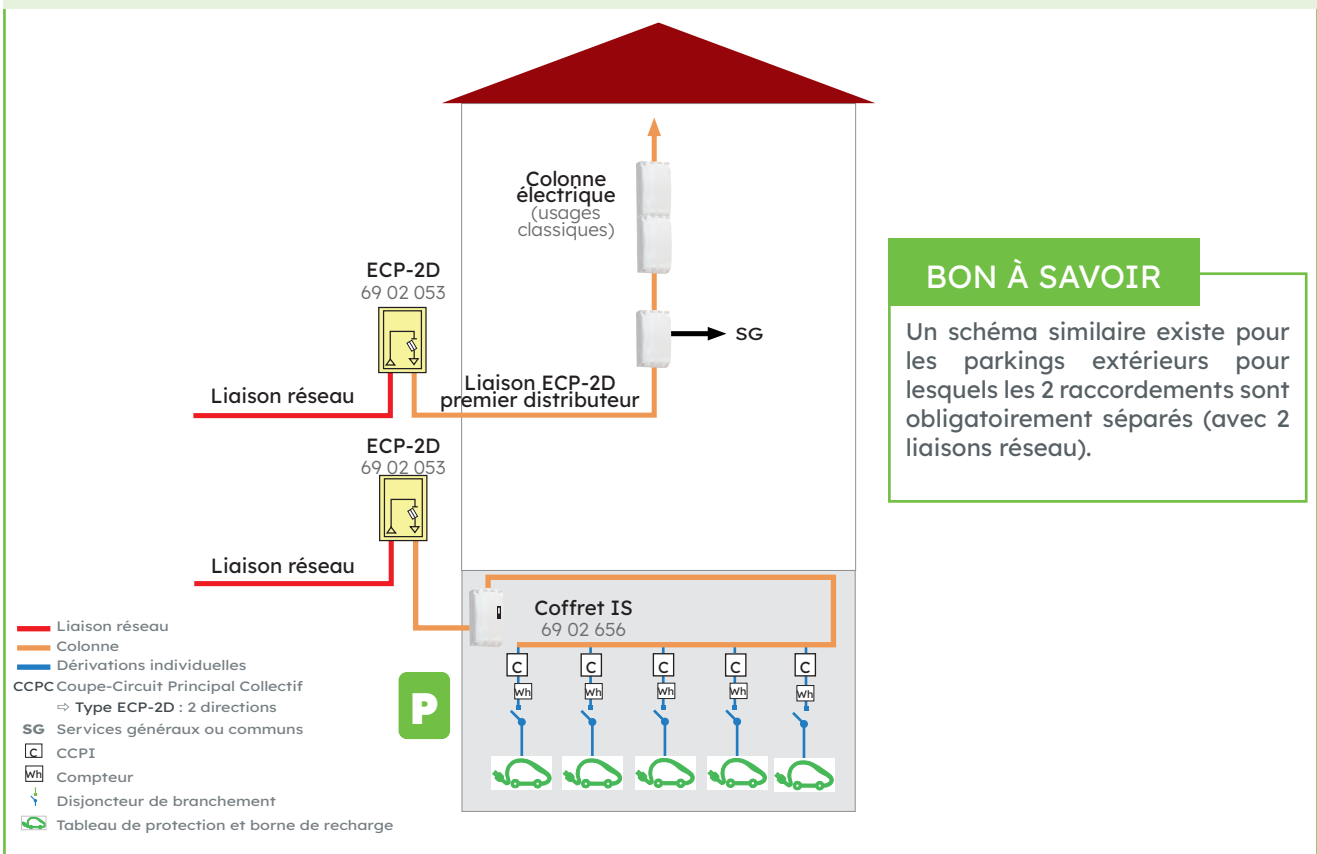 Colonne
électrique
(usages
classiques)
ECP-2D
69 02 053
SG
Liaison réseau
Liaison ECP-2D
premier distributeur
ECP-2D
69 02 053
Liaison réseau
BON À SAVOIR
Un schéma similaire existe pour
les parkings extérieurs pour
lesquels les 2 raccordements sont
obligatoirement séparés (avec 2
liaisons réseau).
Coffret IS
69 02 656
C C C C C
Wh Wh Wh Wh Wh
P
Liaison réseau
Colonne
Dérivations individuelles
CCPC Coupe-Circuit Principal Collectif
⇨ Type ECP-2D : 2 directions
SG Services généraux ou communs
C CCPI
Wh Compteur
Disjoncteur de branchement
Tableau de protection et borne de recharge